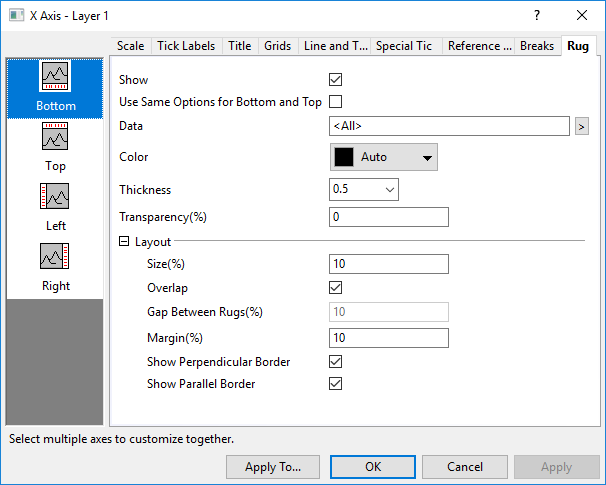 X Axis - Layer 1
?
Scale Tick Labels Title Grids Line and T... Special Tic Reference ... Breaks Rug
Bottom
Top
Left
Right
Show
Use Same Options for Bottom and Top
Data <All> >
Color Auto
Thickness 0.5
Transparency(%) 0
Layout
Size(%) 10
Overlap
Gap Between Rugs(%) 10
Margin(%) 10
Show Perpendicular Border
Show Parallel Border
Select multiple axes to customize together.
Apply To... OK Cancel Apply